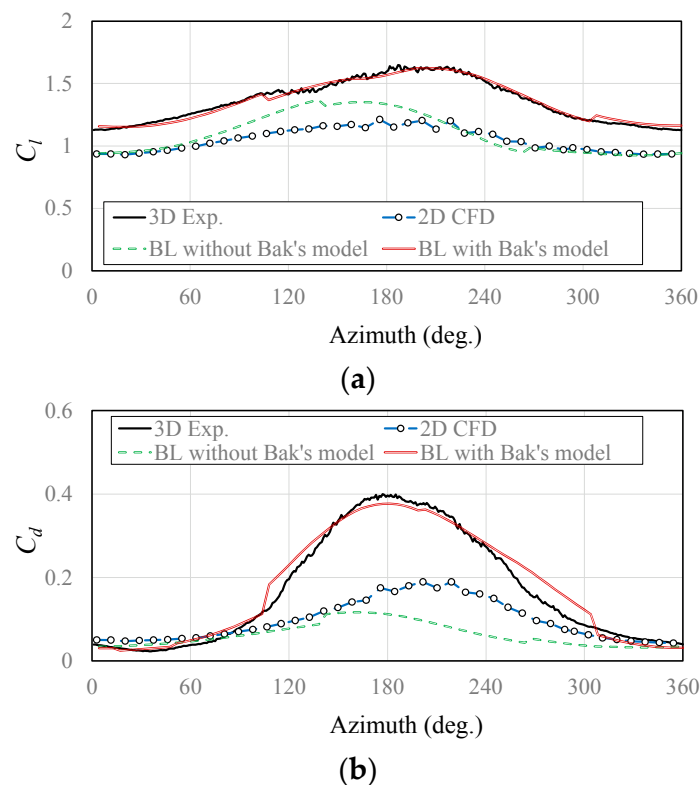 2
1.5
1
0.5
0
C_l
3D Exp.
2D CFD
BL without Bak's model
BL with Bak's model
0 60 120 180 240 300 360
Azimuth (deg.)
(a)
0.6
0.4
0.2
0
C_d
3D Exp.
2D CFD
BL without Bak's model
BL with Bak's model
0 60 120 180 240 300 360
Azimuth (deg.)
(b)